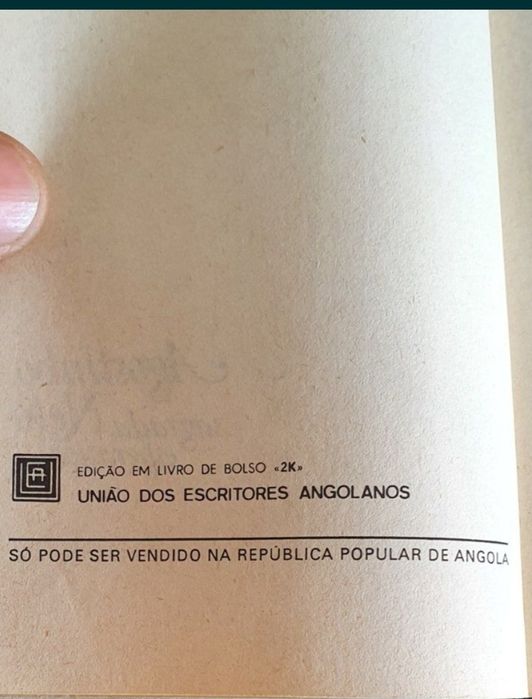 EDIÇÃO EM LIVRO DE BOLSO «2K»
UNIÃO DOS ESCRITORES ANGOLANOS
SÓ PODE SER VENDIDO NA REPÚBLICA POPULAR DE ANGOLA